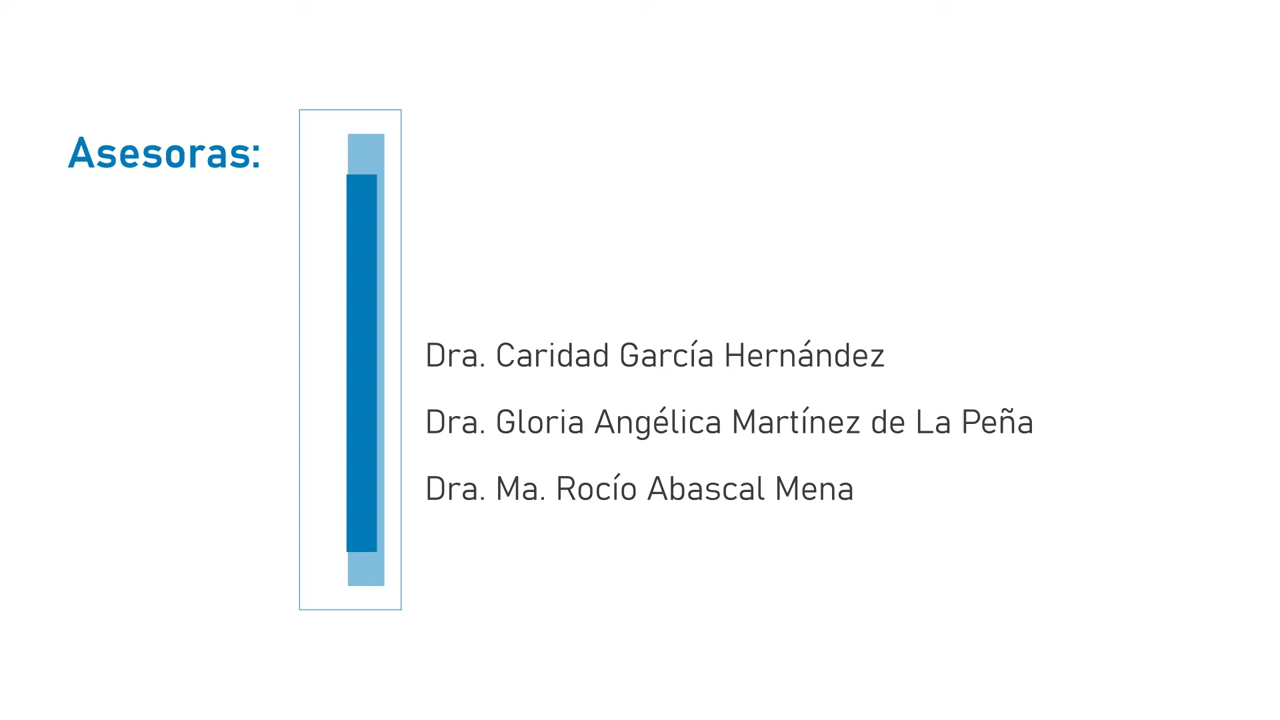 Asesoras:
Dra. Caridad García Hernández
Dra. Gloria Angélica Martínez de La Peña
Dra. Ma. Rocío Abascal Mena